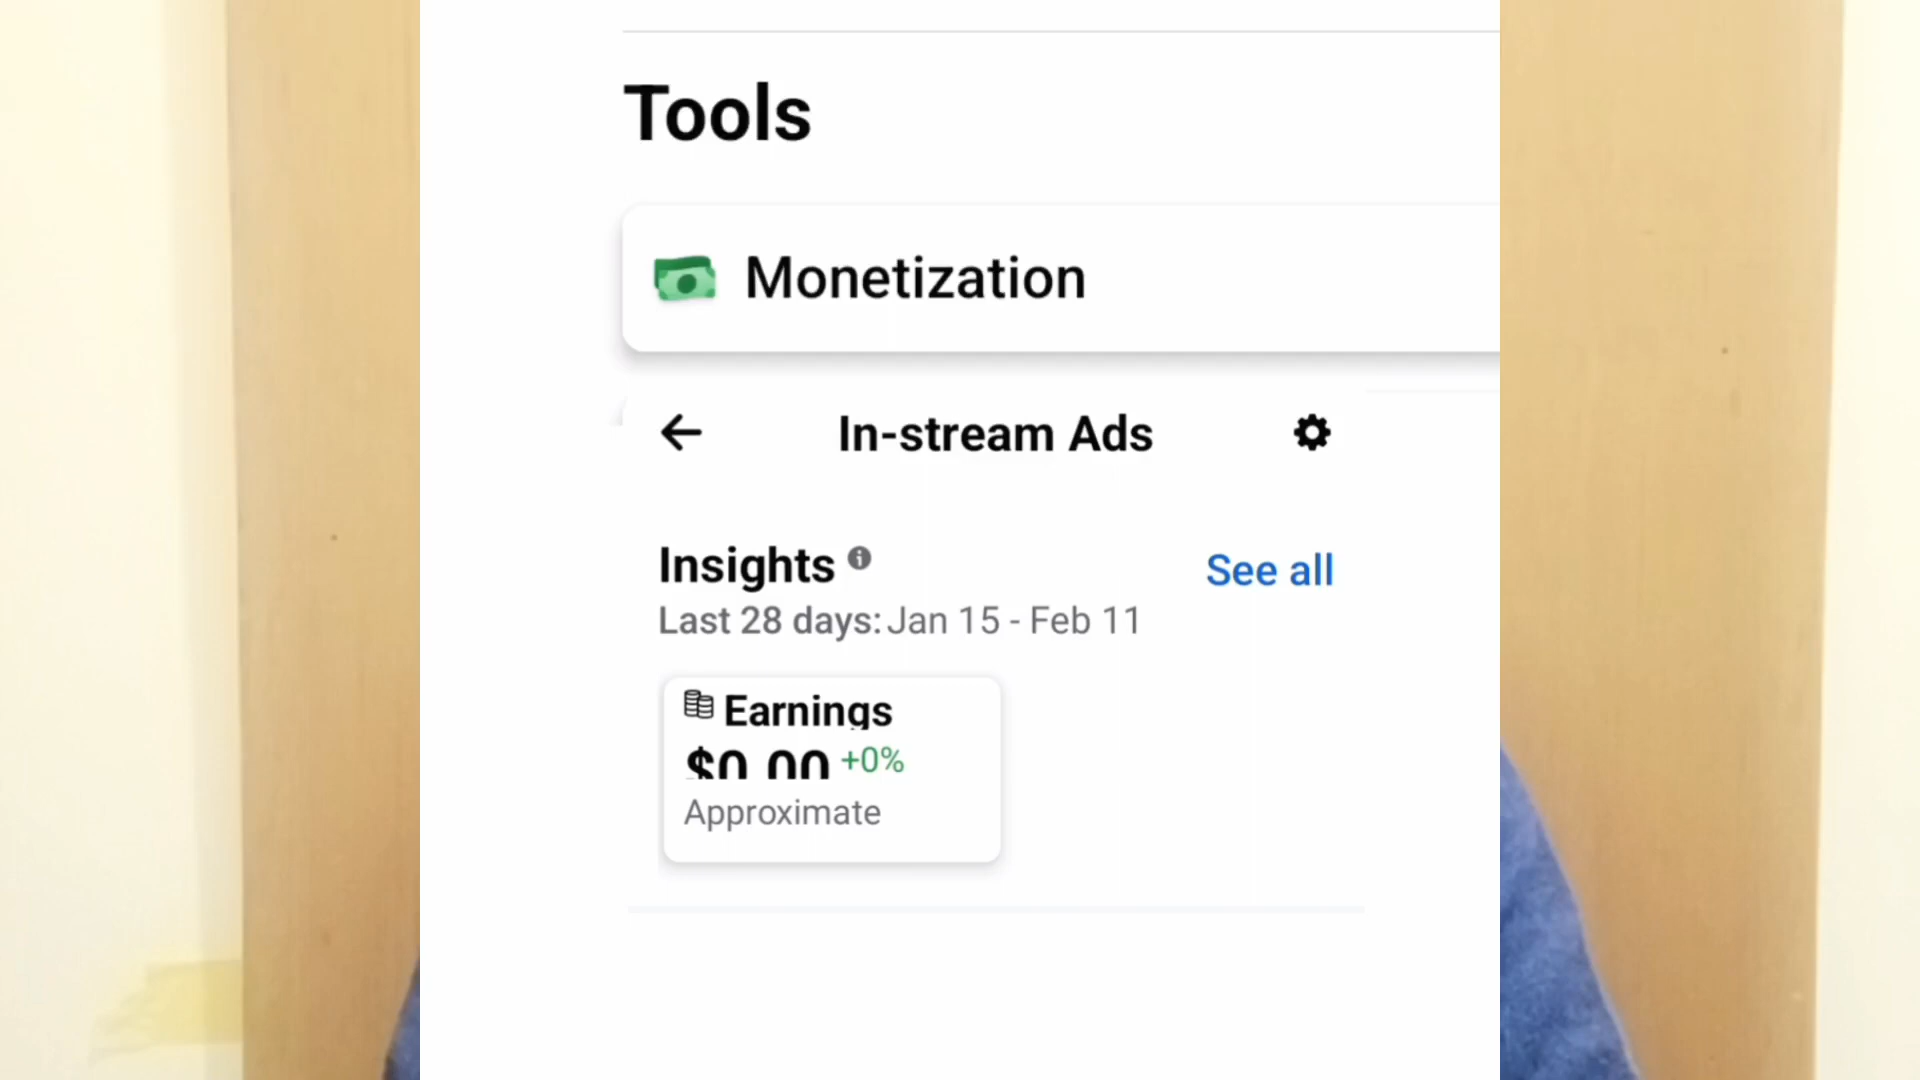 Tools
Monetization
In-stream Ads
Insights
See all
Last 28 days: Jan 15 - Feb 11
Earnings
$0.00 +0%
Approximate